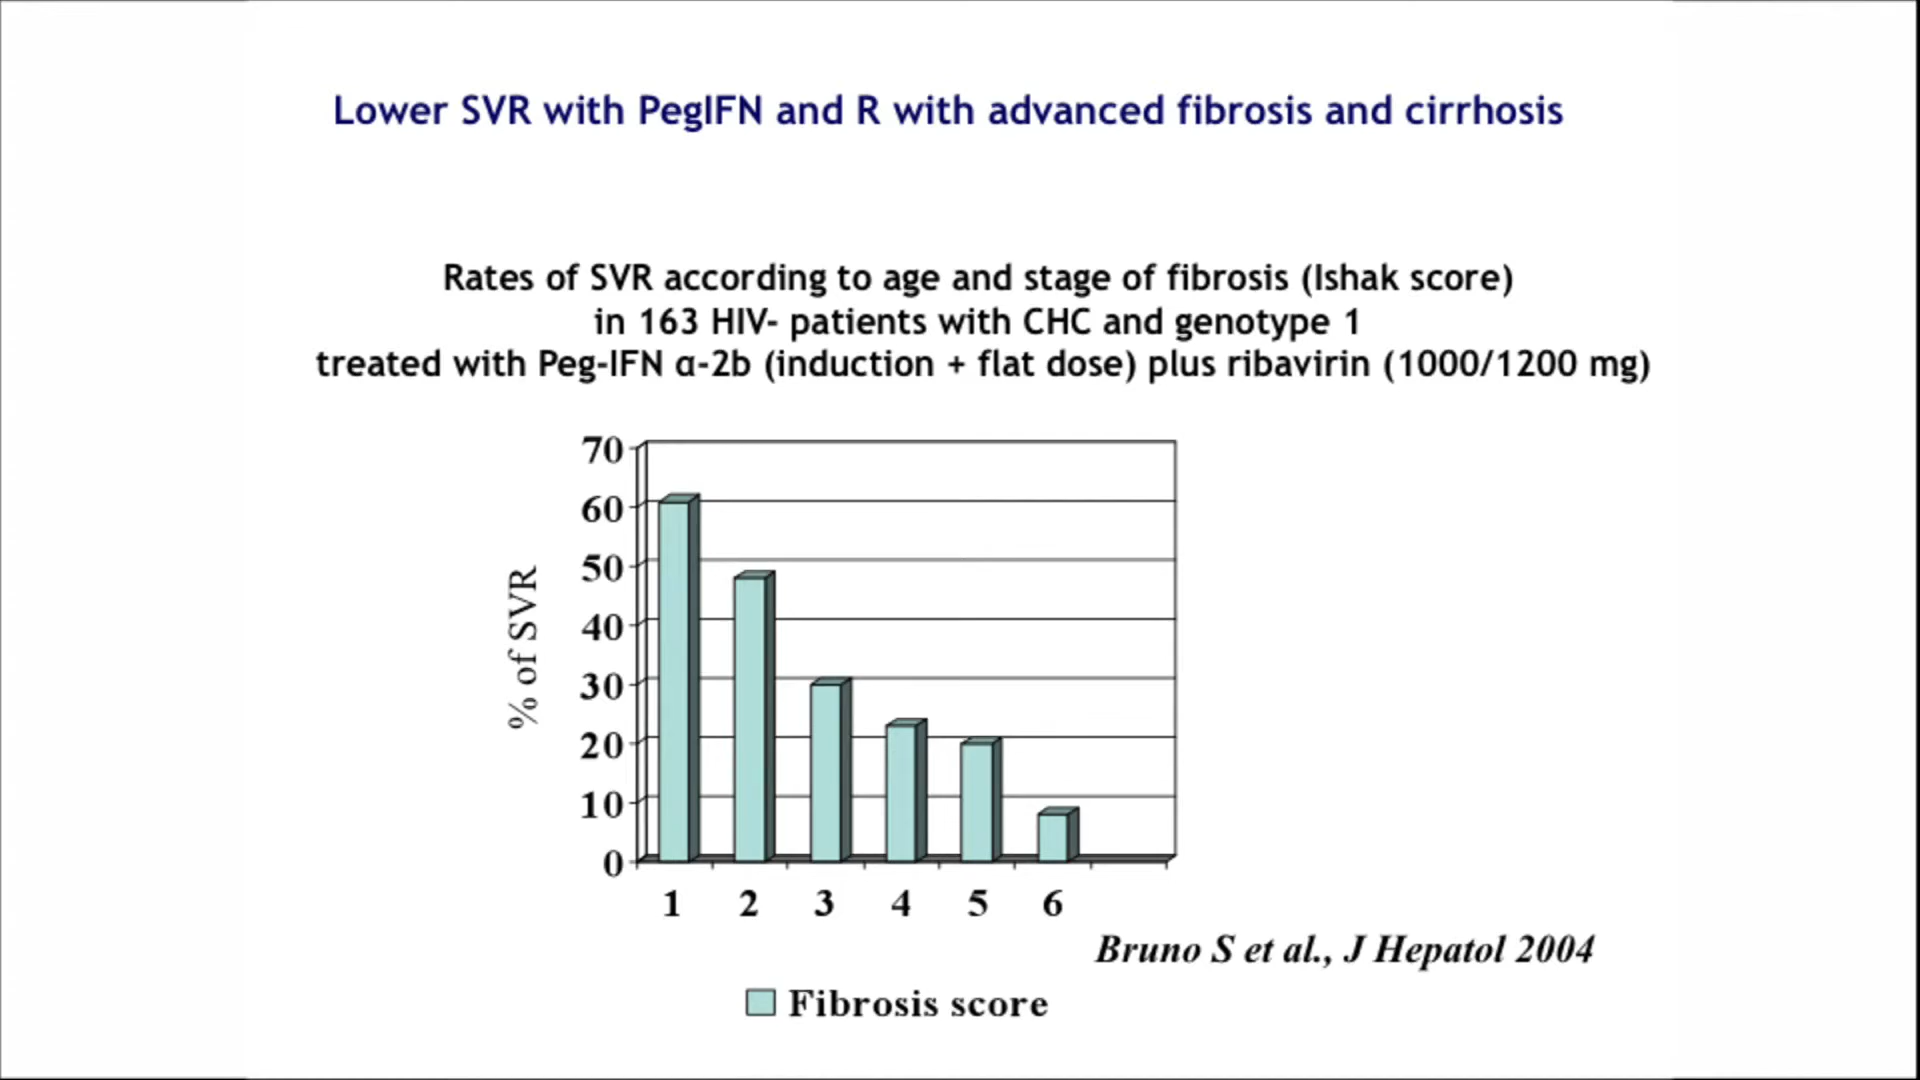 Lower SVR with PegIFN and R with advanced fibrosis and cirrhosis
Rates of SVR according to age and stage of fibrosis (Ishak score)
in 163 HIV- patients with CHC and genotype 1
treated with Peg-IFN α-2b (induction + flat dose) plus ribavirin (1000/1200 mg)
70
60
50
40
30
20
10
0
% of SVR
1 2 3 4 5 6
Bruno S et al., J Hepatol 2004
Fibrosis score